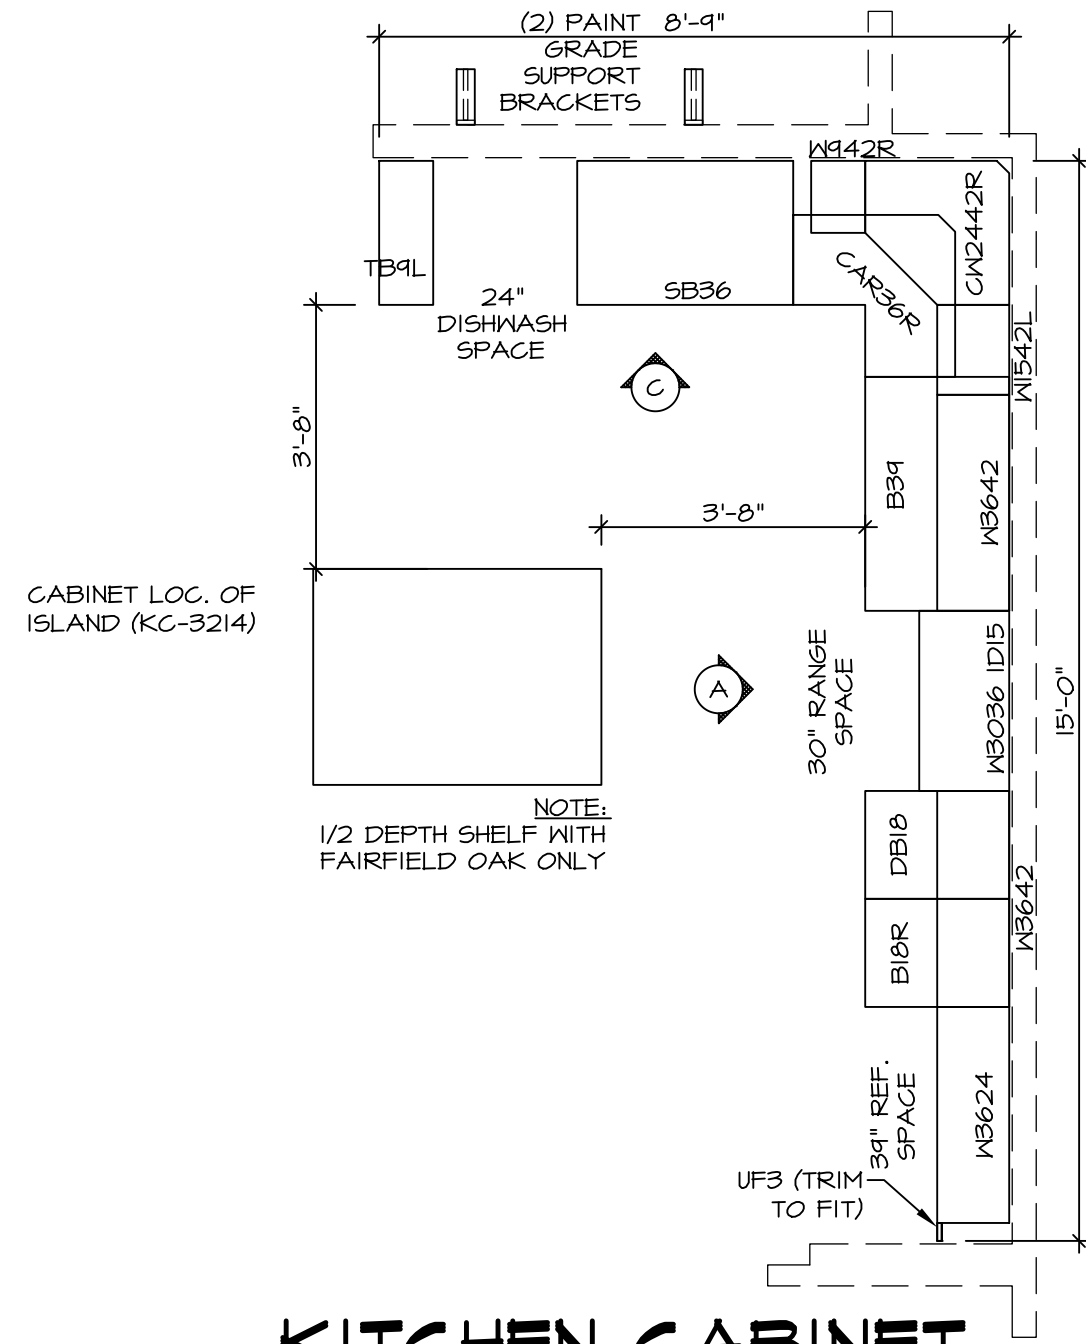 (2) PAINT 8'-9"
GRADE
SUPPORT
BRACKETS
W942R
CW2442R
TB9L
24"
DISHWASH
SPACE
SB36
CAR36R
W1542L
C
3'-8"
B39
W3642
3'-8"
CABINET LOC. OF
ISLAND (KC-3214)
A
30" RANGE
SPACE
W3036 1D15
15'-0"
NOTE:
1/2 DEPTH SHELF WITH
FAIRFIELD OAK ONLY
DB18
W3642
B18R
39" REF.
SPACE
W3624
UF3 (TRIM
TO FIT)
KITCHEN CABINET